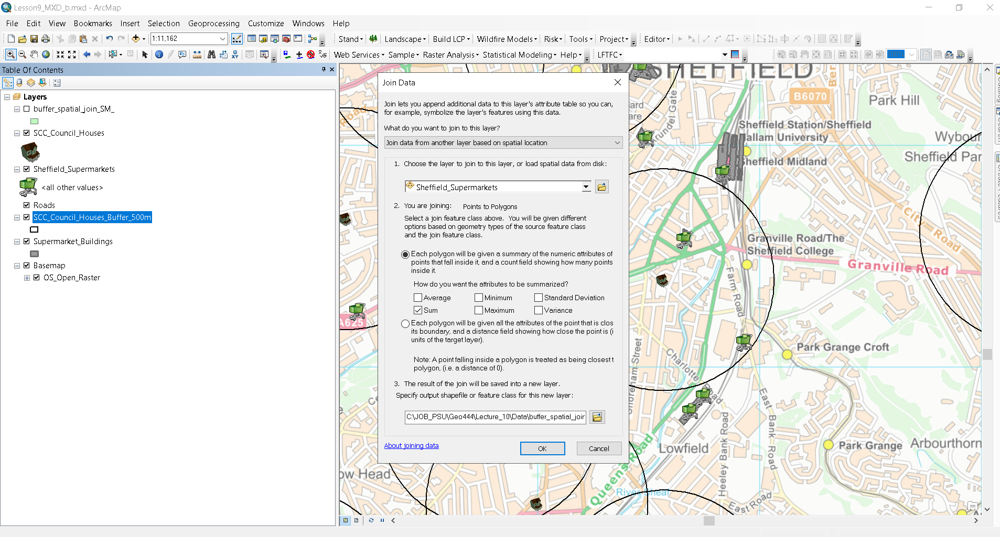 Lesson9_MXD_b.mxd - ArcMap
File Edit View Bookmarks Insert Selection Geoprocessing Customize Windows Help
1:11,162
Stand Landscape Build LCP Wildfire Models Risk Tools Project Editor
Web Services Sample Raster Analysis Statistical Modeling Help LFTFC
100%
Table Of Contents
Layers
buffer_spatial_join_SM_
SCC_Council_Houses
Sheffield_Supermarkets
<all other values>
Roads
SCC_Council_Houses_Buffer_500m
Supermarket_Buildings
Basemap
OS_Open_Raster
Join Data
Join lets you append additional data to this layer's attribute table so you can,
for example, symbolize the layer's features using this data.
What do you want to join to this layer?
Join data from another layer based on spatial location
1. Choose the layer to join to this layer, or load spatial data from disk:
Sheffield_Supermarkets
2. You are joining: Points to Polygons
Select a join feature class above. You will be given different
options based on geometry types of the source feature class
and the join feature class.
Each polygon will be given a summary of the numeric attributes of
points that fall inside it, and a count field showing how many points
inside it.
How do you want the attributes to be summarized?
Average Minimum Standard Deviation
Sum Maximum Variance
Each polygon will be given all the attributes of the point that is clos
its boundary, and a distance field showing how close the point is (i
units of the target layer).
Note: A point falling inside a polygon is treated as being closest t
polygon, (i.e. a distance of 0).
3. The result of the join will be saved into a new layer.
Specify output shapefile or feature class for this new layer:
C:\JOB_PSU\Geo444\Lecture_10\Data\buffer_spatial_joir
About joining data
OK Cancel
SHEFFIELD
B6070
Park Hill
Arundel Gate
Sheffield Station/Sheffield
Hallam University
Sheffield Midland
Wybour
Sheffield Par
City Road
Granville Road/The
Sheffield College
Granville Road
Farm Road
A625
Road
Shoreham Street
Charlotte Road
Park Grange Croft
East Bank Road
Heeley Bank Road
Park Grange
Arbourthorn
Lowfield
Queens Road
River Sheaf
East Road
ow Head